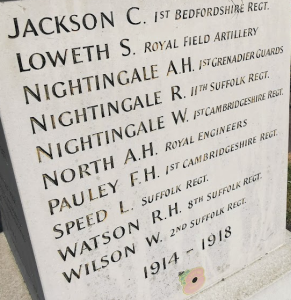 JACKSON C. 1ST BEDFORDSHIRE REGT.
LOWETH S. ROYAL FIELD ARTILLERY
NIGHTINGALE A.H. 1ST GRENADIER GUARDS
NIGHTINGALE R. 11TH SUFFOLK REGT.
NIGHTINGALE W. 1ST CAMBRIDGESHIRE REGT.
NORTH A.H. ROYAL ENGINEERS
PAULEY F.H. 1ST CAMBRIDGESHIRE REGT.
SPEED L. SUFFOLK REGT.
WATSON R.H. 8TH SUFFOLK REGT.
WILSON W. 2ND SUFFOLK REGT.
1914 - 1918